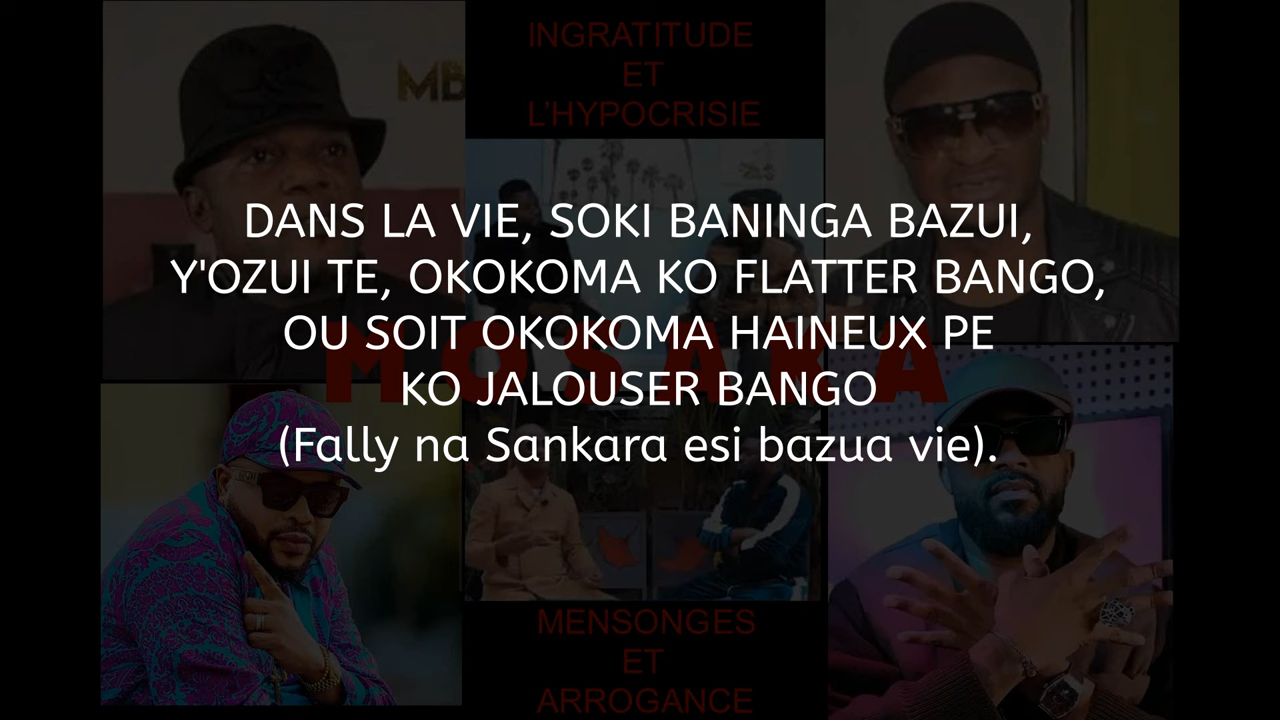 INGRATITUDE
ET
L'HYPOCRISIE
MB
DANS LA VIE, SOKI BANINGA BAZUI,
Y'OZUI TE, OKOKOMA KO FLATTER BANGO,
OU SOIT OKOKOMA HAINEUX PE
KO JALOUSER BANGO
(Fally na Sankara esi bazua vie).
MENSONGES
ET
ARROGANCE